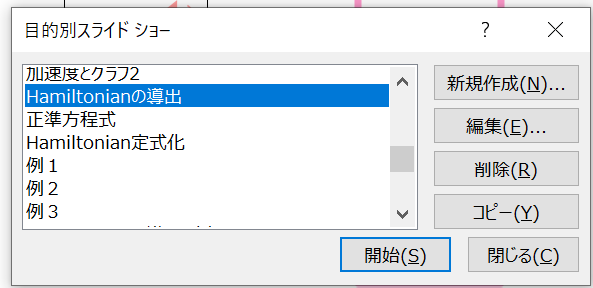 目的別スライド ショー
?
加速度とグラフ2
Hamiltonianの導出
正準方程式
Hamiltonian定式化
例１
例２
例３
新規作成(N)...
編集(E)...
削除(R)
コピー(Y)
開始(S)
閉じる(C)